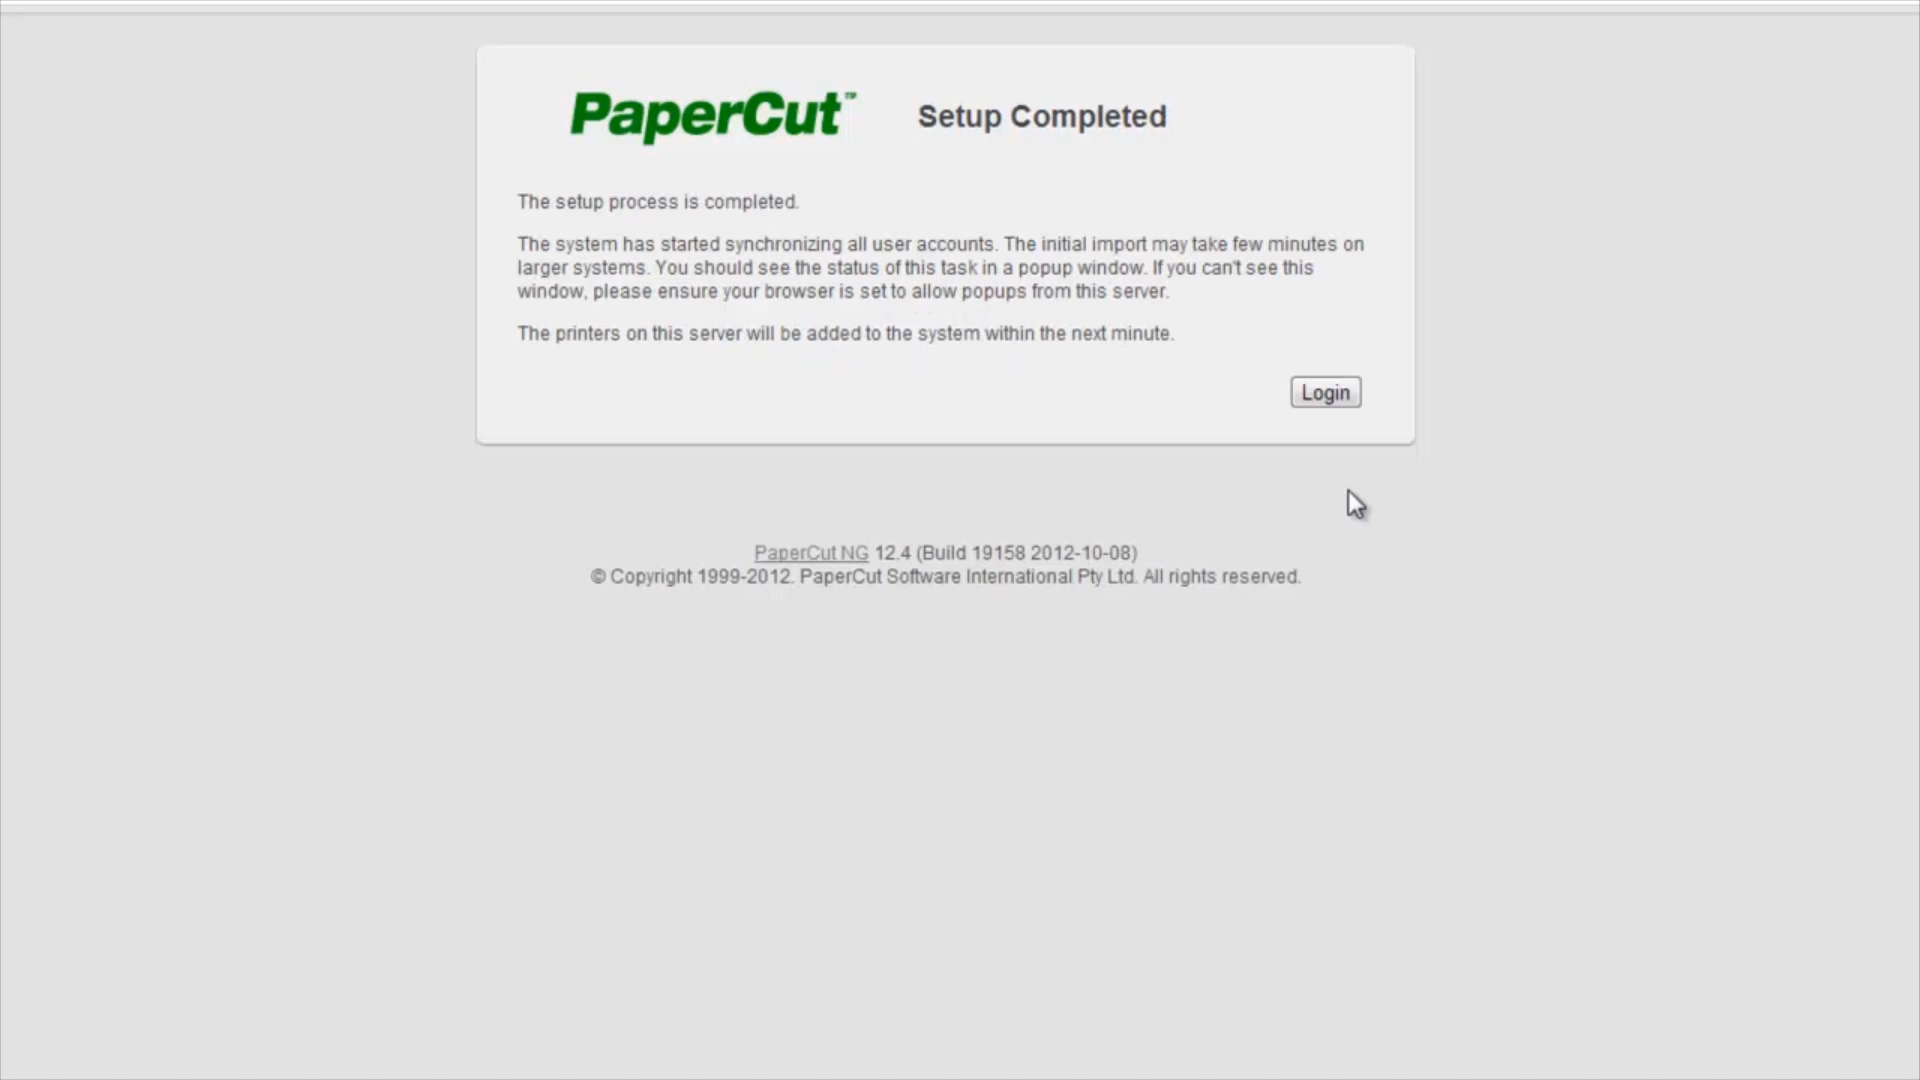 PaperCut™
Setup Completed
The setup process is completed.
The system has started synchronizing all user accounts. The initial import may take few minutes on
larger systems. You should see the status of this task in a popup window. If you can't see this
window, please ensure your browser is set to allow popups from this server.
The printers on this server will be added to the system within the next minute.
Login
PaperCut NG 12.4 (Build 19158 2012-10-08)
© Copyright 1999-2012. PaperCut Software International Pty Ltd. All rights reserved.